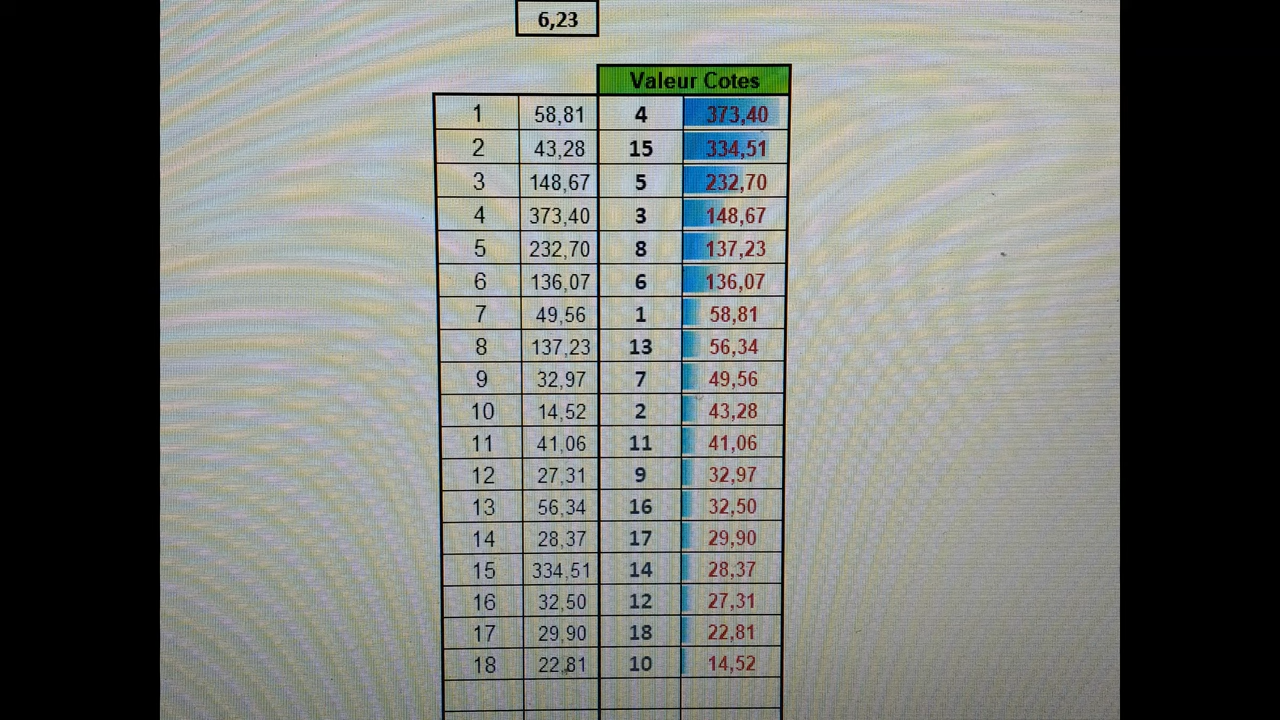 6,23
Valeur Cotes
1 58,81 4 373,40
2 43,28 15 334,51
3 148,67 5 232,70
4 373,40 3 148,67
5 232,70 8 137,23
6 136,07 6 136,07
7 49,56 1 58,81
8 137,23 13 56,34
9 32,97 7 49,56
10 14,52 2 43,28
11 41,06 11 41,06
12 27,31 9 32,97
13 56,34 16 32,50
14 28,37 17 29,90
15 334,51 14 28,37
16 32,50 12 27,31
17 29,90 18 22,81
18 22,81 10 14,52